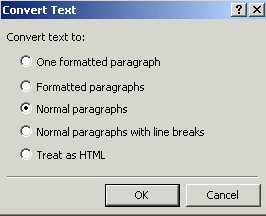 Convert Text
Convert text to:
One formatted paragraph
Formatted paragraphs
Normal paragraphs
Normal paragraphs with line breaks
Treat as HTML
OK Cancel